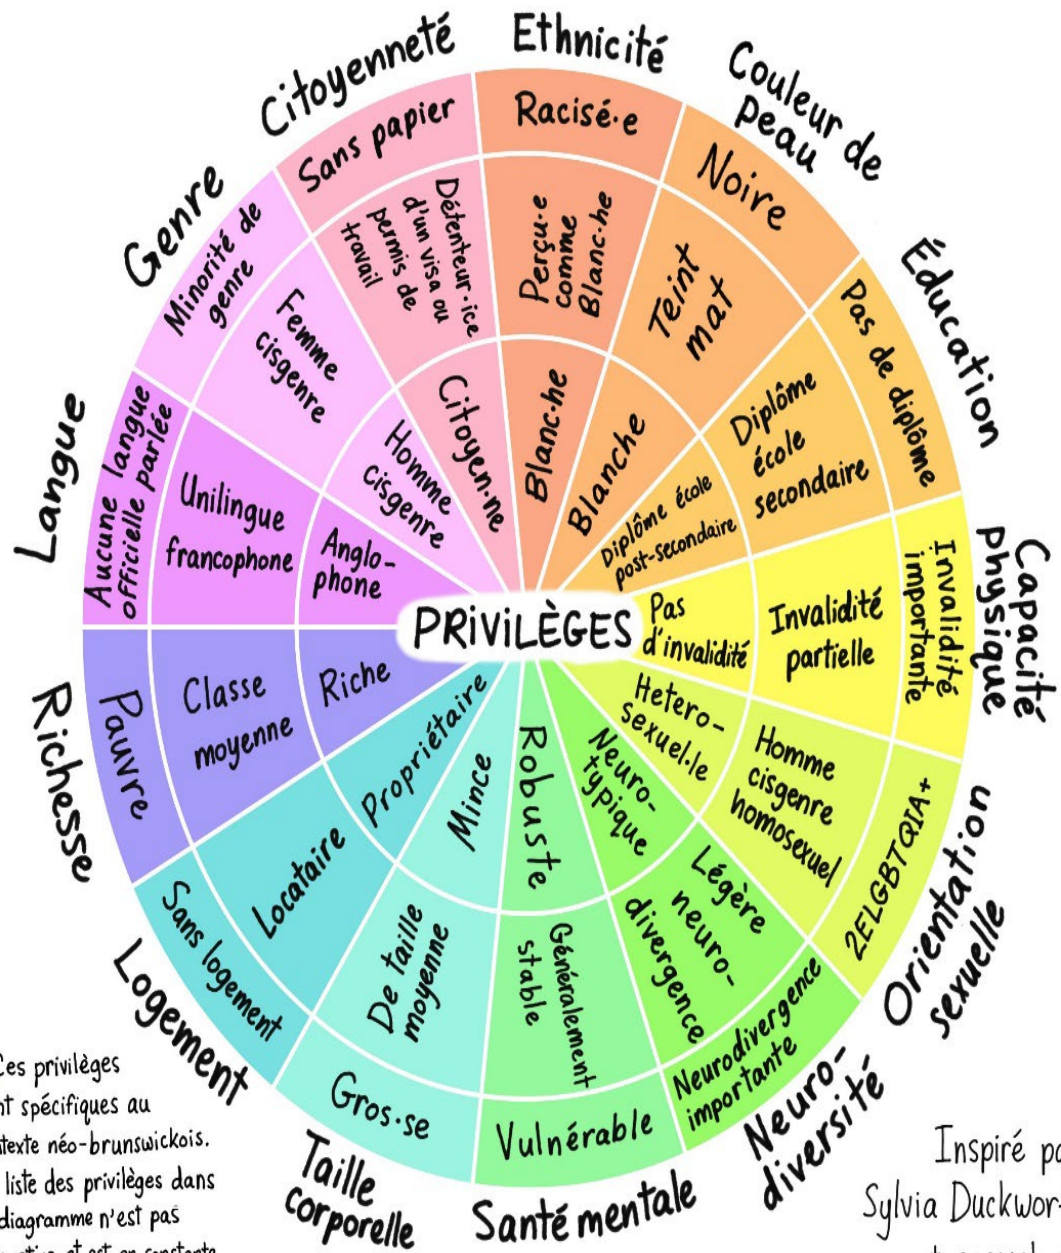 Citoyenneté
Sans papier
Détenteur·ice
d'un visa ou
permis de
travail
Citoyen·ne
Ethnicité
Racisé·e
Perçu·e
comme
Blanc·he
Blanc·he
Couleur de
peau
Noire
Teint
mat
Blanche
Éducation
Pas de diplôme
Diplôme
école
secondaire
Diplôme école
post-secondaire
Capacité
physique
Invalidité
importante
Invalidité
partielle
Pas
d'invalidité
Orientation
sexuelle
2ELGBTQIA+
Homme
cisgenre
homosexuel
Hetero-
sexuel·le
Neuro-
diversité
Neurodivergence
importante
Légère
neuro-
divergence
Neuro-
typique
Santé mentale
Vulnérable
Généralement
stable
Robuste
Taille
corporelle
Gros·se
De taille
moyenne
Mince
Logement
Sans logement
Locataire
Propriétaire
Richesse
Pauvre
Classe
moyenne
Riche
Langue
Aucune langue
officielle parlée
Unilingue
francophone
Anglo-
phone
Genre
Minorité de
genre
Femme
cisgenre
Homme
cisgenre
PRIVILÈGES
Ces privilèges
spécifiques au
néo-brunswickois.
liste des privilèges dans
diagramme n'est pas
et est en constante
Inspiré
Sylvia